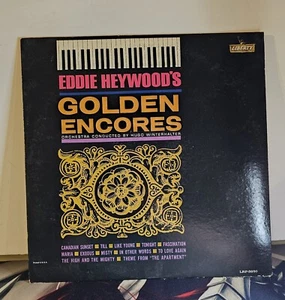 LIBERTY
EDDIE HEYWOOD'S
GOLDEN
ENCORES
ORCHESTRA CONDUCTED BY HUGO WINTERHALTER
CANADIAN SUNSET ■ TILL ■ LIKE YOUNG ■ TONIGHT ■ FASCINATION
MARIA ■ EXODUS ■ MISTY ■ IN OTHER WORDS ■ TO LOVE AGAIN
THE HIGH AND THE MIGHTY ■ THEME FROM "THE APARTMENT"